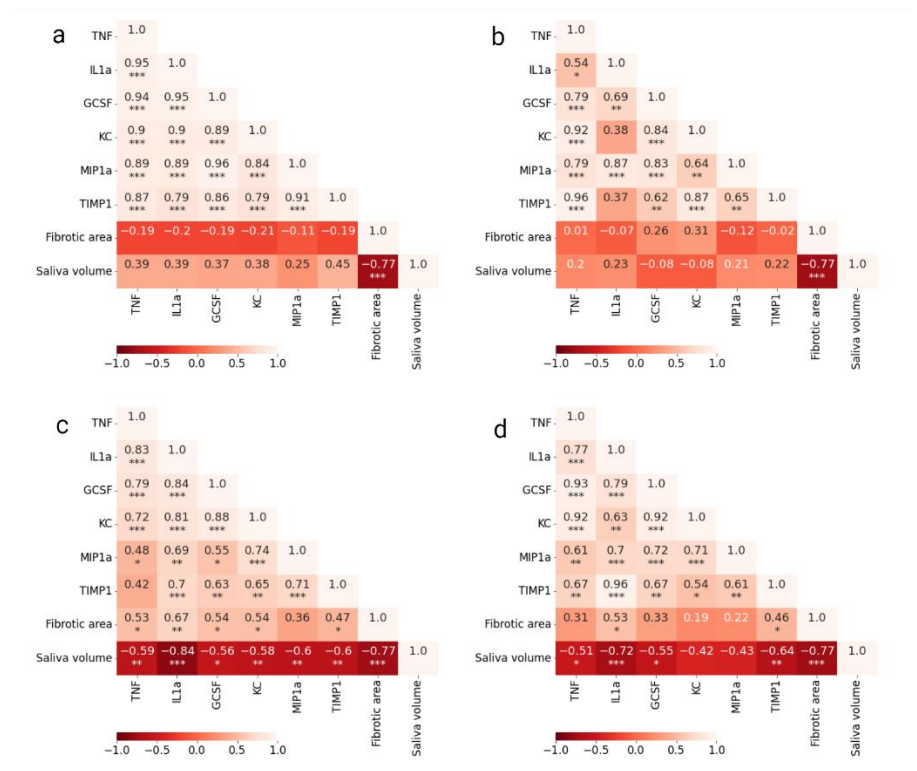 a
TNF 1.0
IL1a 0.95 1.0
***
GCSF 0.94 0.95 1.0
*** ***
KC 0.9 0.9 0.89 1.0
*** *** ***
MIP1a 0.89 0.89 0.96 0.84 1.0
*** *** *** ***
TIMP1 0.87 0.79 0.86 0.79 0.91 1.0
*** *** *** *** ***
Fibrotic area −0.19 −0.2 −0.19 −0.21 −0.11 −0.19 1.0
Saliva volume 0.39 0.39 0.37 0.38 0.25 0.45 −0.77 1.0
***
TNF IL1a GCSF KC MIP1a TIMP1 Fibrotic area Saliva volume
−1.0 −0.5 0.0 0.5 1.0
b
TNF 1.0
IL1a 0.54 1.0
*
GCSF 0.79 0.69 1.0
*** **
KC 0.92 0.38 0.84 1.0
*** ***
MIP1a 0.79 0.87 0.83 0.64 1.0
*** *** *** **
TIMP1 0.96 0.37 0.62 0.87 0.65 1.0
*** ** *** **
Fibrotic area 0.01 −0.07 0.26 0.31 −0.12 −0.02 1.0
Saliva volume 0.2 0.23 −0.08 −0.08 0.21 0.22 −0.77 1.0
***
TNF IL1a GCSF KC MIP1a TIMP1 Fibrotic area Saliva volume
−1.0 −0.5 0.0 0.5 1.0
c
TNF 1.0
IL1a 0.83 1.0
***
GCSF 0.79 0.84 1.0
*** ***
KC 0.72 0.81 0.88 1.0
*** *** ***
MIP1a 0.48 0.69 0.55 0.74 1.0
* ** * ***
TIMP1 0.42 0.7 0.63 0.65 0.71 1.0
*** ** ** ***
Fibrotic area 0.53 0.67 0.54 0.54 0.36 0.47 1.0
* ** * * *
Saliva volume −0.59 −0.84 −0.56 −0.58 −0.6 −0.6 −0.77 1.0
** *** * ** ** ** ***
TNF IL1a GCSF KC MIP1a TIMP1 Fibrotic area Saliva volume
−1.0 −0.5 0.0 0.5 1.0
d
TNF 1.0
IL1a 0.77 1.0
***
GCSF 0.93 0.79 1.0
*** ***
KC 0.92 0.63 0.92 1.0
*** ** ***
MIP1a 0.61 0.7 0.72 0.71 1.0
** *** *** ***
TIMP1 0.67 0.96 0.67 0.54 0.61 1.0
** *** ** * **
Fibrotic area 0.31 0.53 0.33 0.19 0.22 0.46 1.0
* *
Saliva volume −0.51 −0.72 −0.55 −0.42 −0.43 −0.64 −0.77 1.0
* *** * ** ***
TNF IL1a GCSF KC MIP1a TIMP1 Fibrotic area Saliva volume
−1.0 −0.5 0.0 0.5 1.0